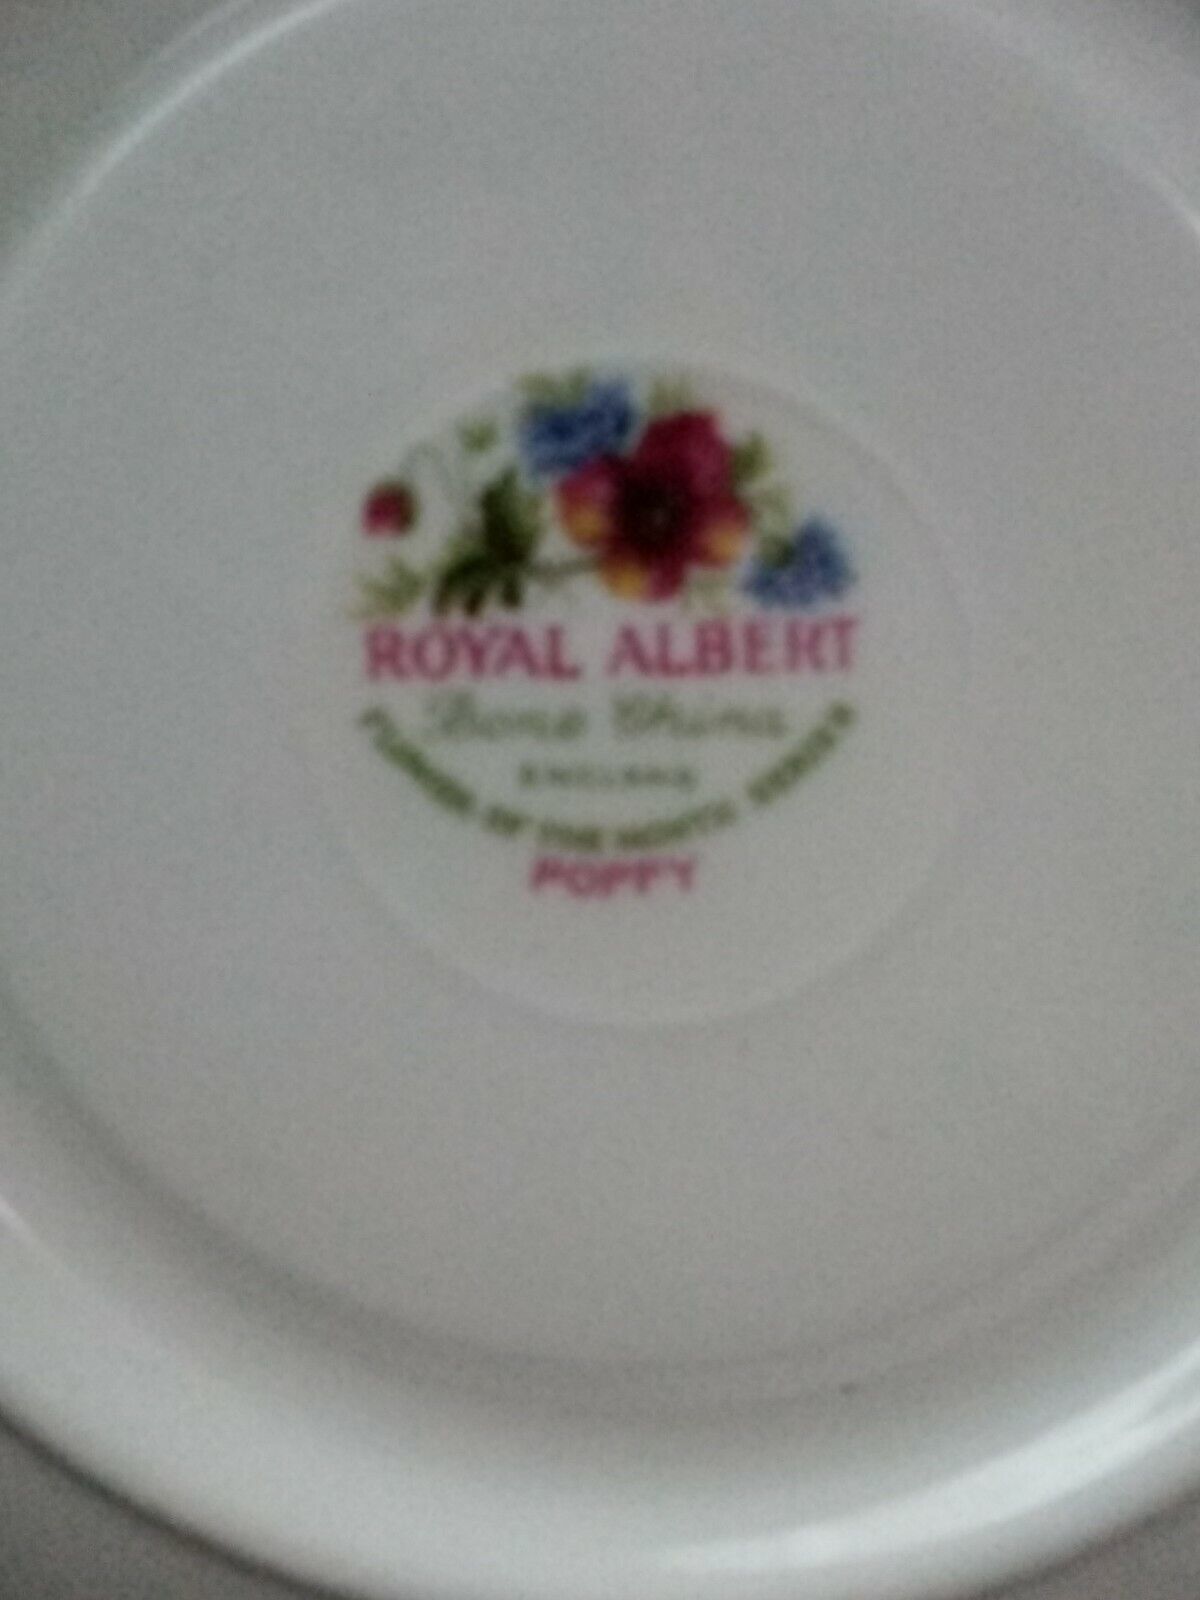 ROYAL ALBERT
Bone China
ENGLAND
FLOWER OF THE MONTH SERIES
POPPY